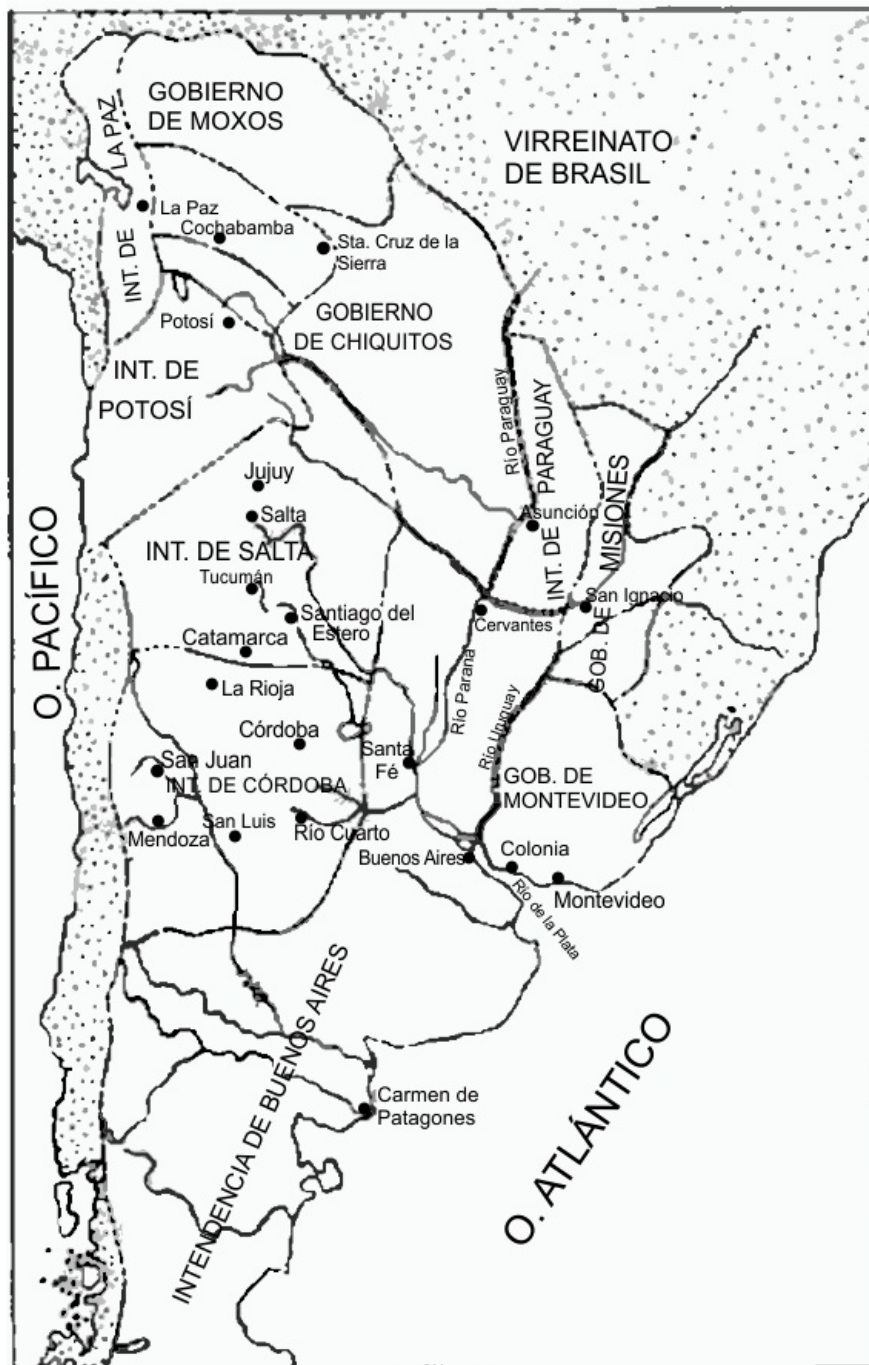 GOBIERNO
DE MOXOS
VIRREINATO
DE BRASIL
INT. DE LA PAZ
La Paz
Cochabamba
Sta. Cruz de la
Sierra
GOBIERNO
DE CHIQUITOS
Potosí
INT. DE
POTOSÍ
Río Paraguay
INT. DE PARAGUAY
GOB. DE MISIONES
Jujuy
Salta
Asunción
O. PACÍFICO
INT. DE SALTA
Tucumán
Santiago del
Estero
Cervantes
San Ignacio
Catamarca
La Rioja
Río Paraná
Río Uruguay
Córdoba
Santa
Fé
San Juan
INT. DE CÓRDOBA
GOB. DE
MONTEVIDEO
Mendoza
San Luis
Río Cuarto
Buenos Aires
Colonia
Montevideo
Río de la Plata
INTENDENCIA DE BUENOS AIRES
Carmen de
Patagones
O. ATLÁNTICO